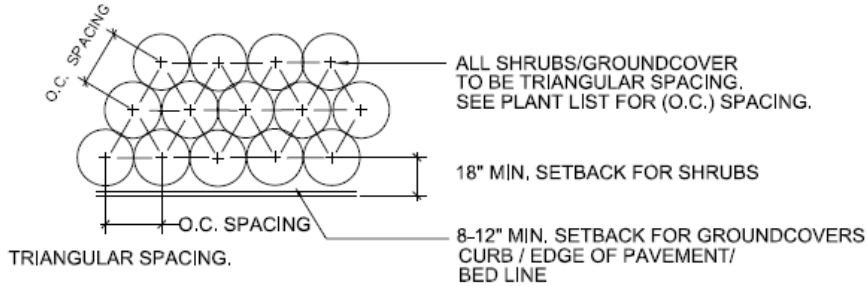 O.C. SPACING
ALL SHRUBS/GROUNDCOVER
TO BE TRIANGULAR SPACING.
SEE PLANT LIST FOR (O.C.) SPACING.
18" MIN. SETBACK FOR SHRUBS
O.C. SPACING
8-12" MIN. SETBACK FOR GROUNDCOVERS
CURB / EDGE OF PAVEMENT/
BED LINE
TRIANGULAR SPACING.